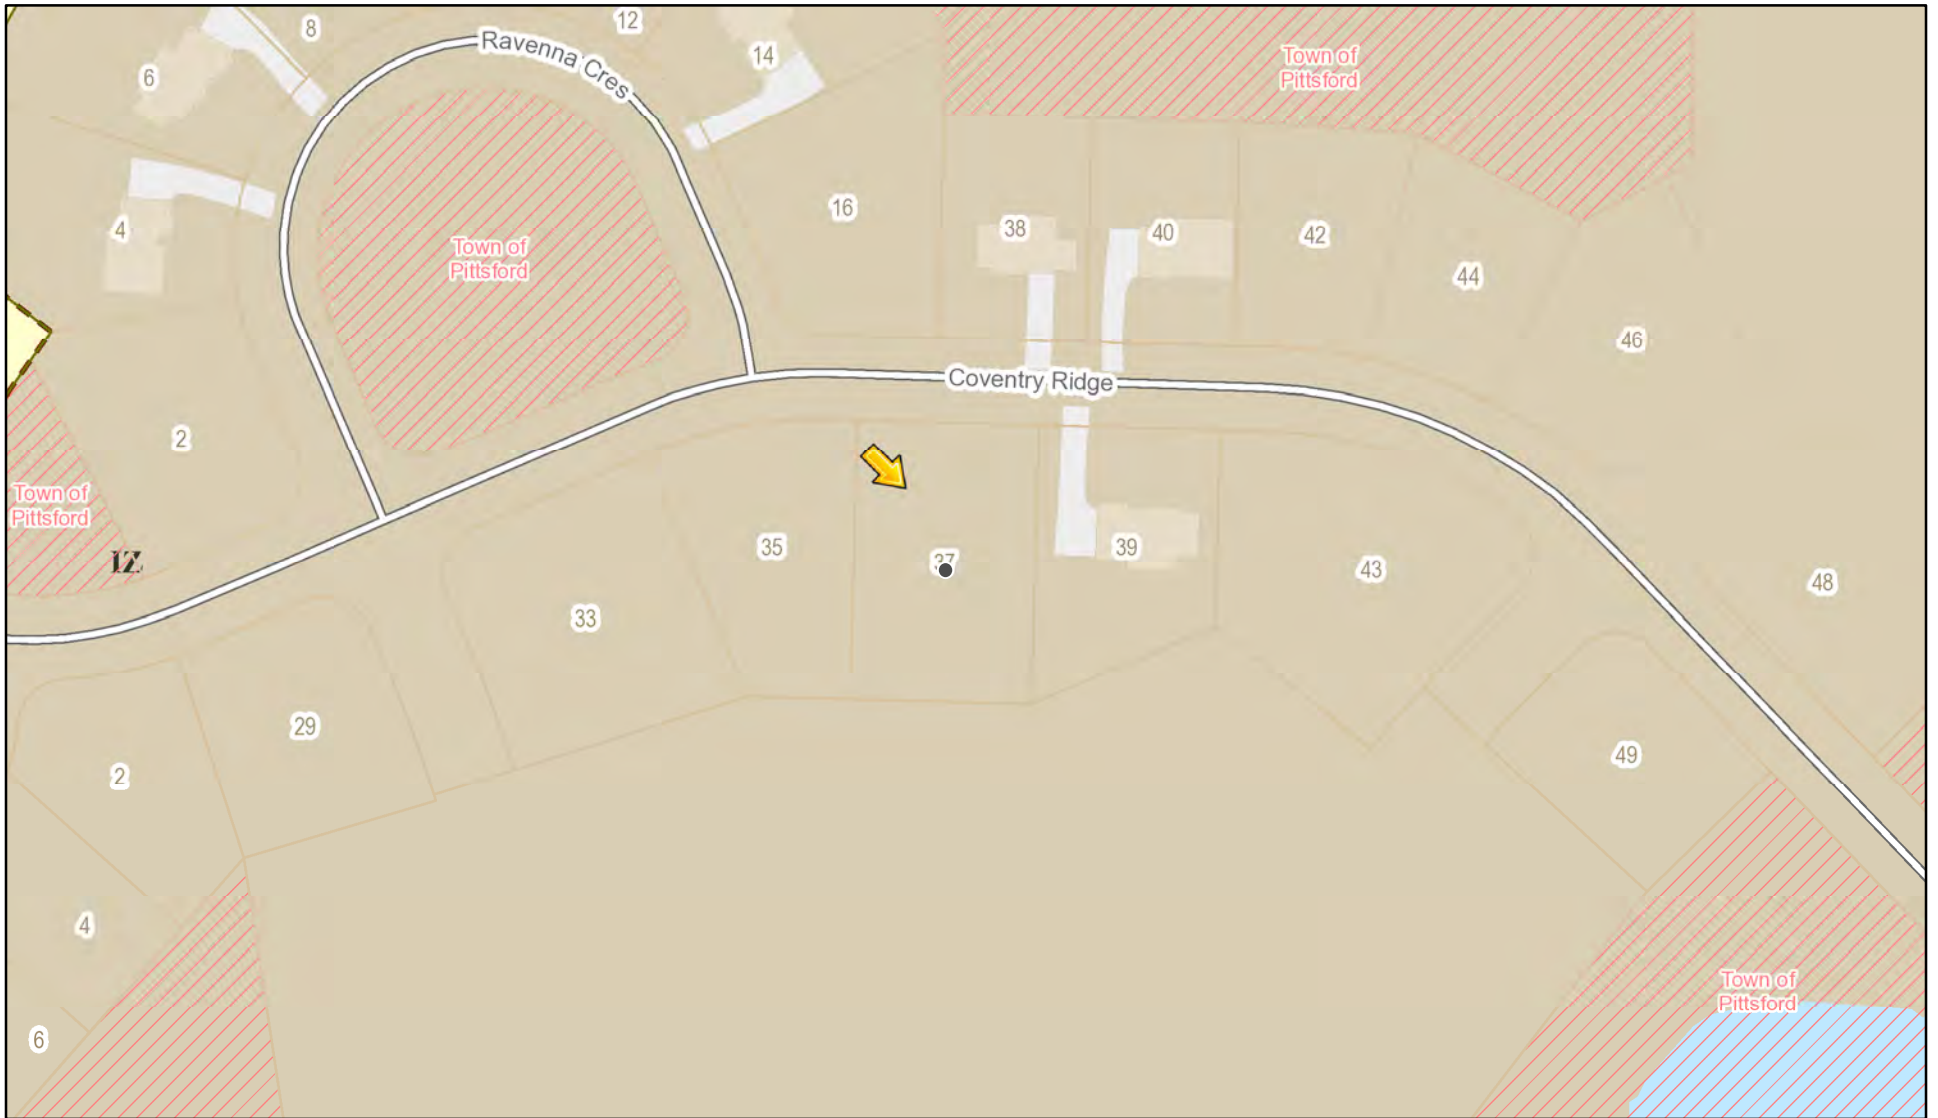 8
12
Ravenna Cres
14
6
Town of
Pittsford
16
4
38
40
42
Town of
Pittsford
44
46
Coventry Ridge
2
Town of
Pittsford
35
39
37
IZ
43
48
33
29
49
2
4
Town of
Pittsford
6